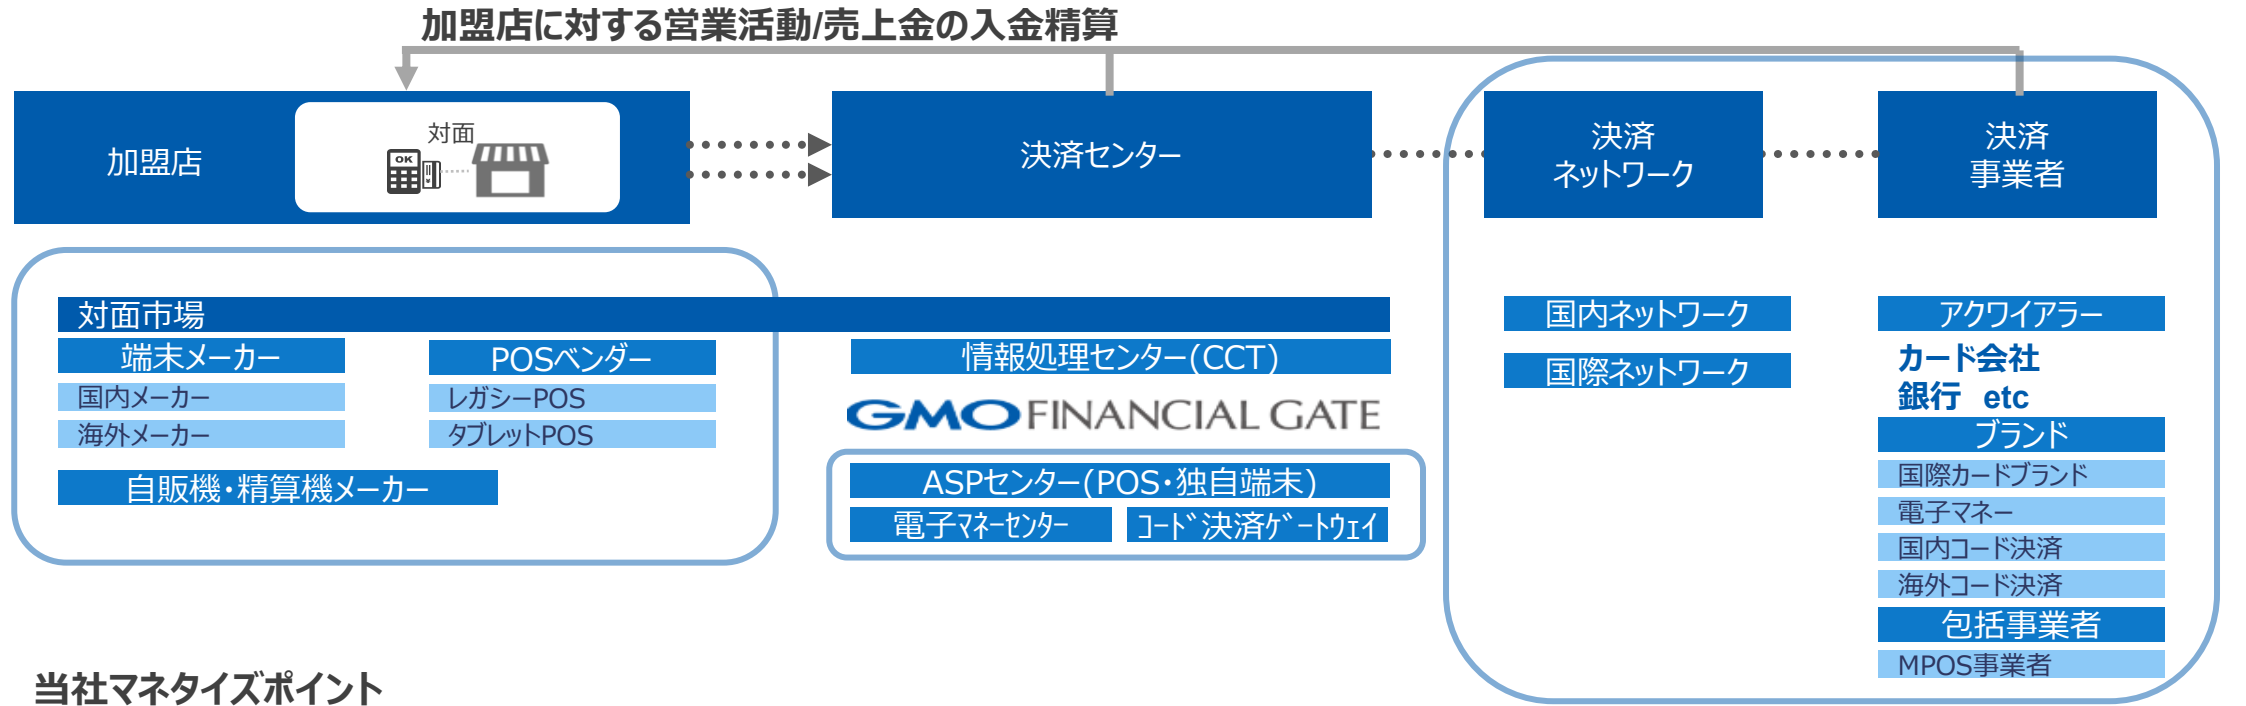 加盟店に対する営業活動/売上金の入金精算
加盟店
対面
OK
決済センター
決済
ネットワーク
決済
事業者
対面市場
端末メーカー
国内メーカー
海外メーカー
POSベンダー
レガシーPOS
タブレットPOS
自販機・精算機メーカー
情報処理センター(CCT)
GMO FINANCIAL GATE
ASPセンター(POS・独自端末)
電子マネーセンター
コード決済ゲートウェイ
国内ネットワーク
国際ネットワーク
アクワイアラー
カード会社
銀行 etc
ブランド
国際カードブランド
電子マネー
国内コード決済
海外コード決済
包括事業者
MPOS事業者
当社マネタイズポイント